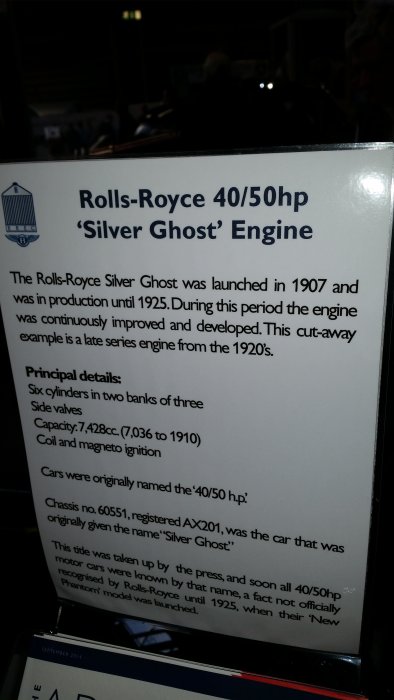 RREC
Rolls-Royce 40/50hp
‘Silver Ghost’ Engine
The Rolls-Royce Silver Ghost was launched in 1907 and
was in production until 1925. During this period the engine
was continuously improved and developed. This cut-away
example is a late series engine from the 1920's.
Principal details:
Six cylinders in two banks of three
Side valves
Capacity: 7,428cc. (7,036 to 1910)
Coil and magneto ignition
Cars were originally named the ‘40/50 h.p.’
Chassis no. 60551, registered AX201, was the car that was
originally given the name “Silver Ghost.”
This title was taken up by the press, and soon all 40/50hp
motor cars were known by that name, a fact not officially
recognised by Rolls-Royce until 1925, when their ‘New
Phantom’ model was launched.
SEPTEMBER